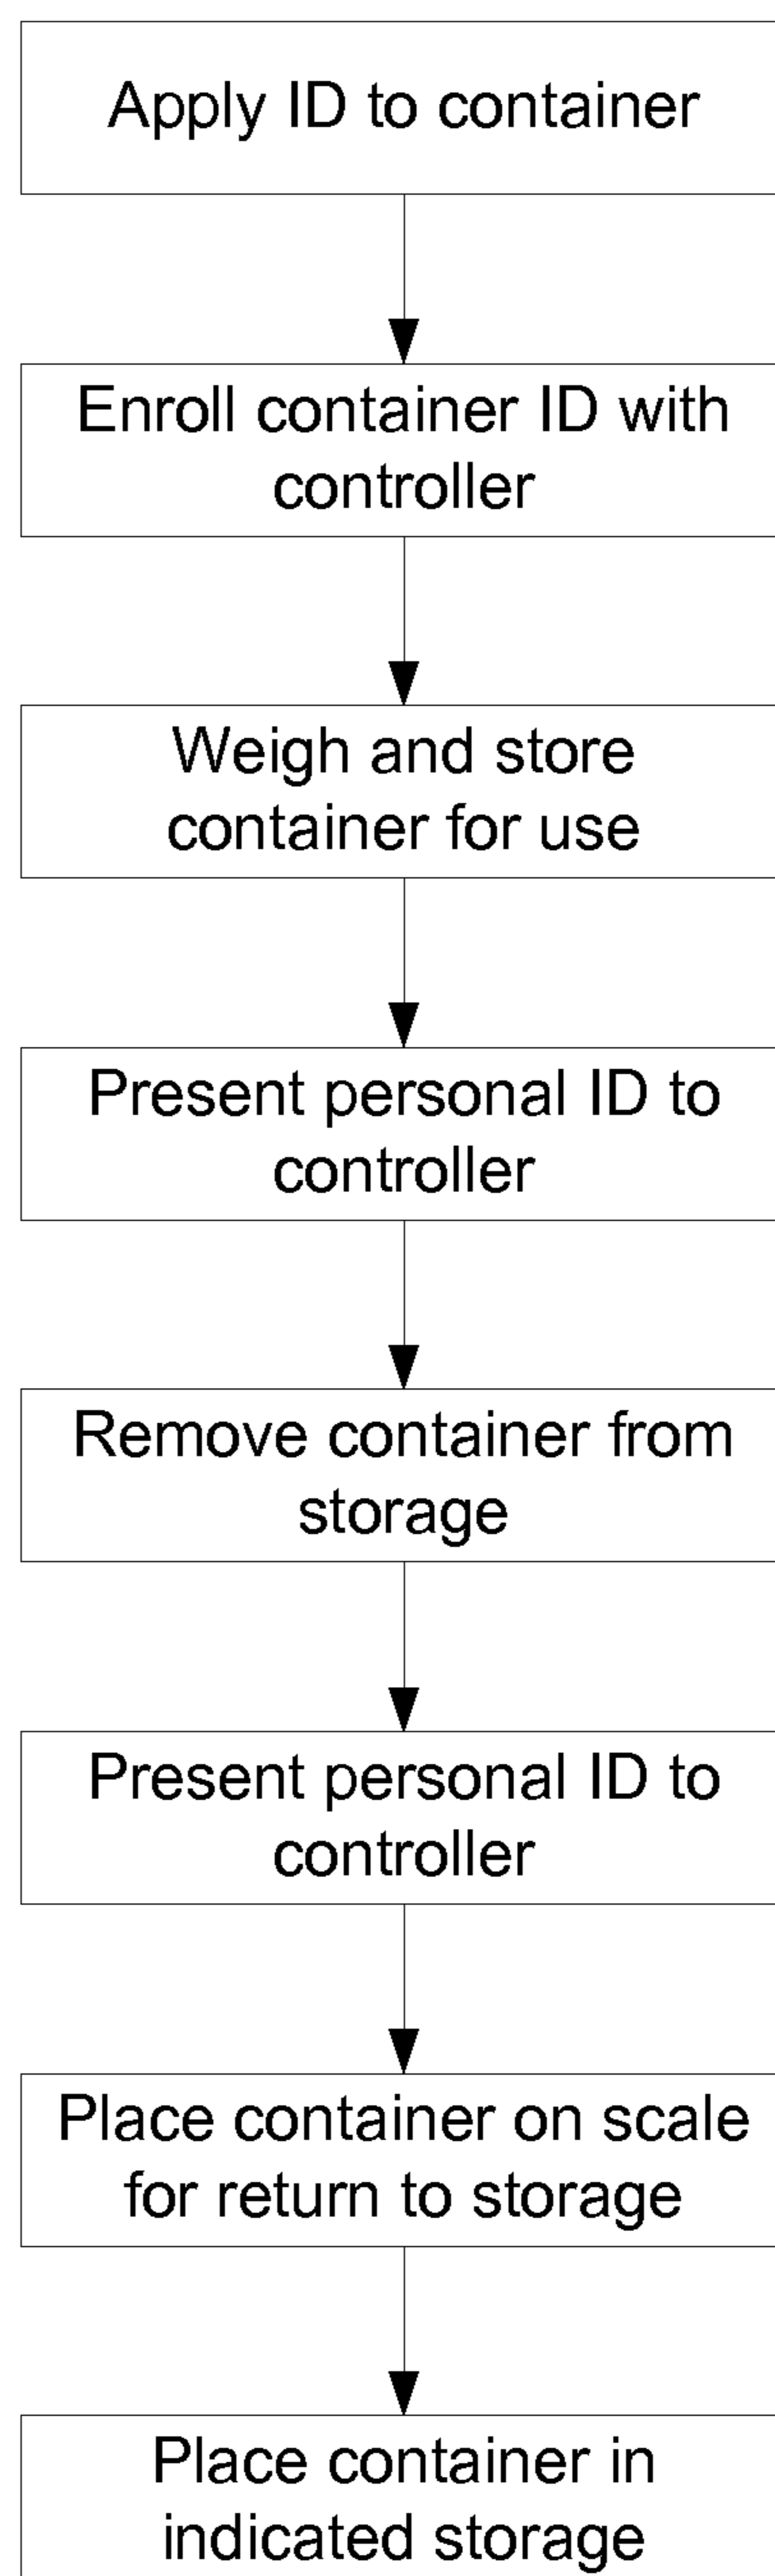 Apply ID to container
Enroll container ID with
controller
Weigh and store
container for use
Present personal ID to
controller
Remove container from
storage
Present personal ID to
controller
Place container on scale
for return to storage
Place container in
indicated storage